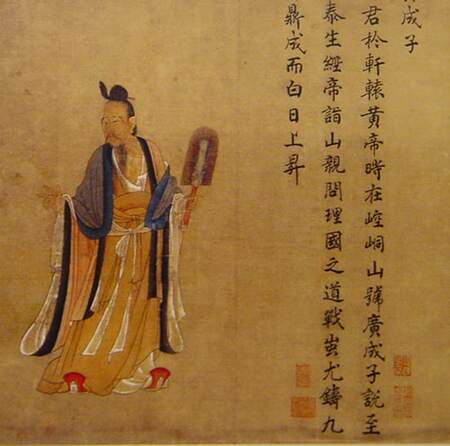 成子
君於軒轅黃帝時在崆峒山號廣成子說至
泰生經帝詣山親問理國之道戰蚩尤鑄九
鼎成而白日上昇